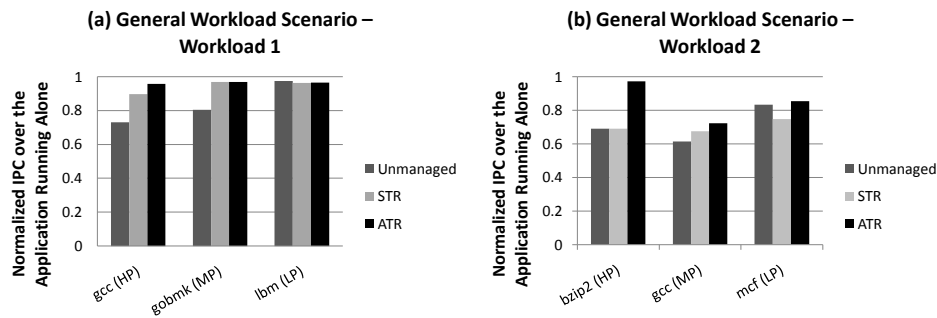 (a) General Workload Scenario –
Workload 1
Normalized IPC over the
Application Running Alone
1
0.8
0.6
0.4
0.2
0
gcc (HP)
gobmk (MP)
lbm (LP)
Unmanaged
STR
ATR
(b) General Workload Scenario –
Workload 2
Normalized IPC over the
Application Running Alone
1
0.8
0.6
0.4
0.2
0
bzip2 (HP)
gcc (MP)
mcf (LP)
Unmanaged
STR
ATR